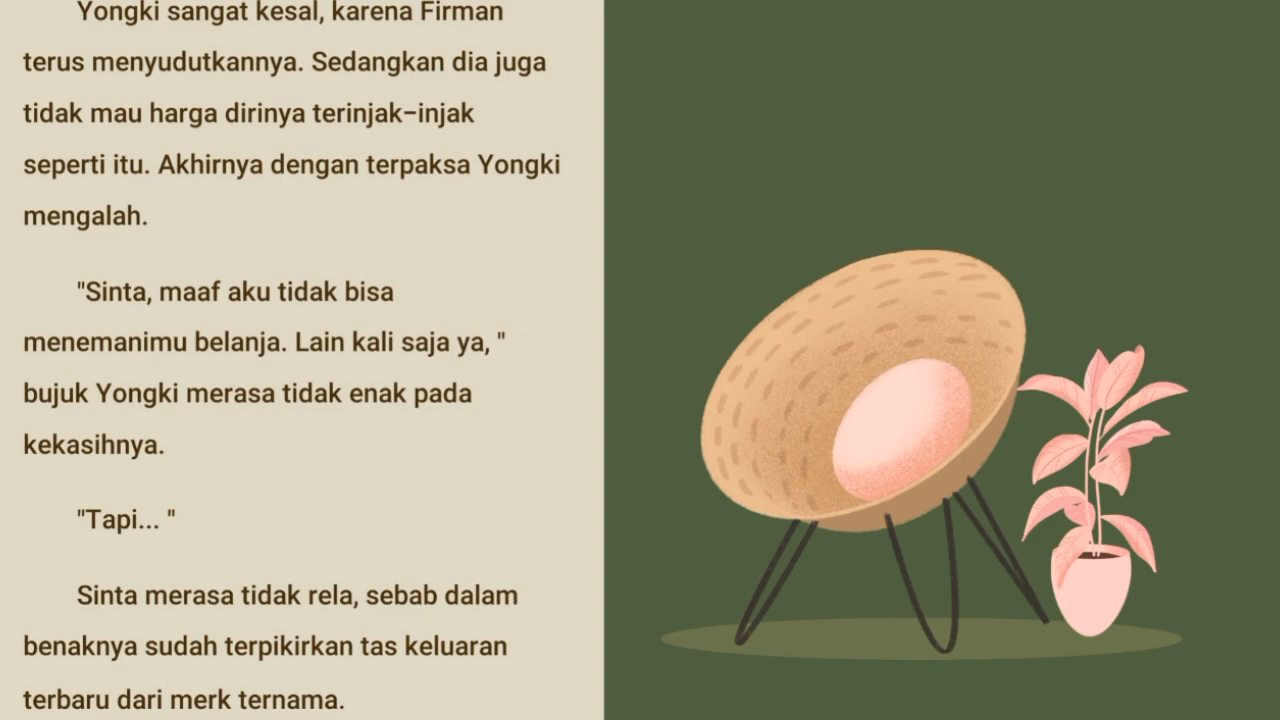 Yongki sangat kesal, karena Firman
terus menyudutkannya. Sedangkan dia juga
tidak mau harga dirinya terinjak-injak
seperti itu. Akhirnya dengan terpaksa Yongki
mengalah.
"Sinta, maaf aku tidak bisa
menemanimu belanja. Lain kali saja ya, "
bujuk Yongki merasa tidak enak pada
kekasihnya.
"Tapi... "
Sinta merasa tidak rela, sebab dalam
benaknya sudah terpikirkan tas keluaran
terbaru dari merk ternama.